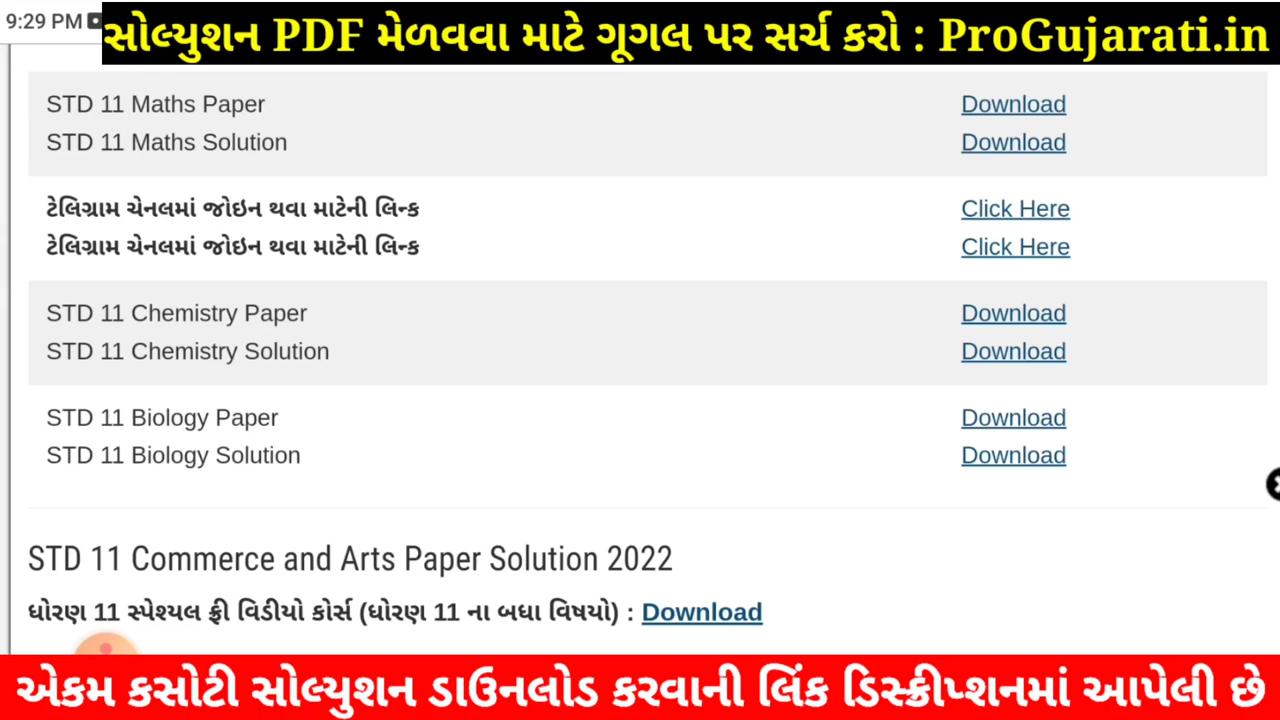 9:29 PM
સોલ્યુશન PDF મેળવવા માટે ગૂગલ પર સર્ચ કરો : ProGujarati.in
STD 11 Maths Paper Download
STD 11 Maths Solution Download
ટેલિગ્રામ ચેનલમાં જોઇન થવા માટેની લિન્ક Click Here
ટેલિગ્રામ ચેનલમાં જોઇન થવા માટેની લિન્ક Click Here
STD 11 Chemistry Paper Download
STD 11 Chemistry Solution Download
STD 11 Biology Paper Download
STD 11 Biology Solution Download
STD 11 Commerce and Arts Paper Solution 2022
ધોરણ 11 સ્પેશ્યલ ફ્રી વિડીયો કોર્સ (ધોરણ 11 ના બધા વિષયો) : Download
એકમ કસોટી સોલ્યુશન ડાઉનલોડ કરવાની લિંક ડિસ્ક્રીપ્શનમાં આપેલી છે